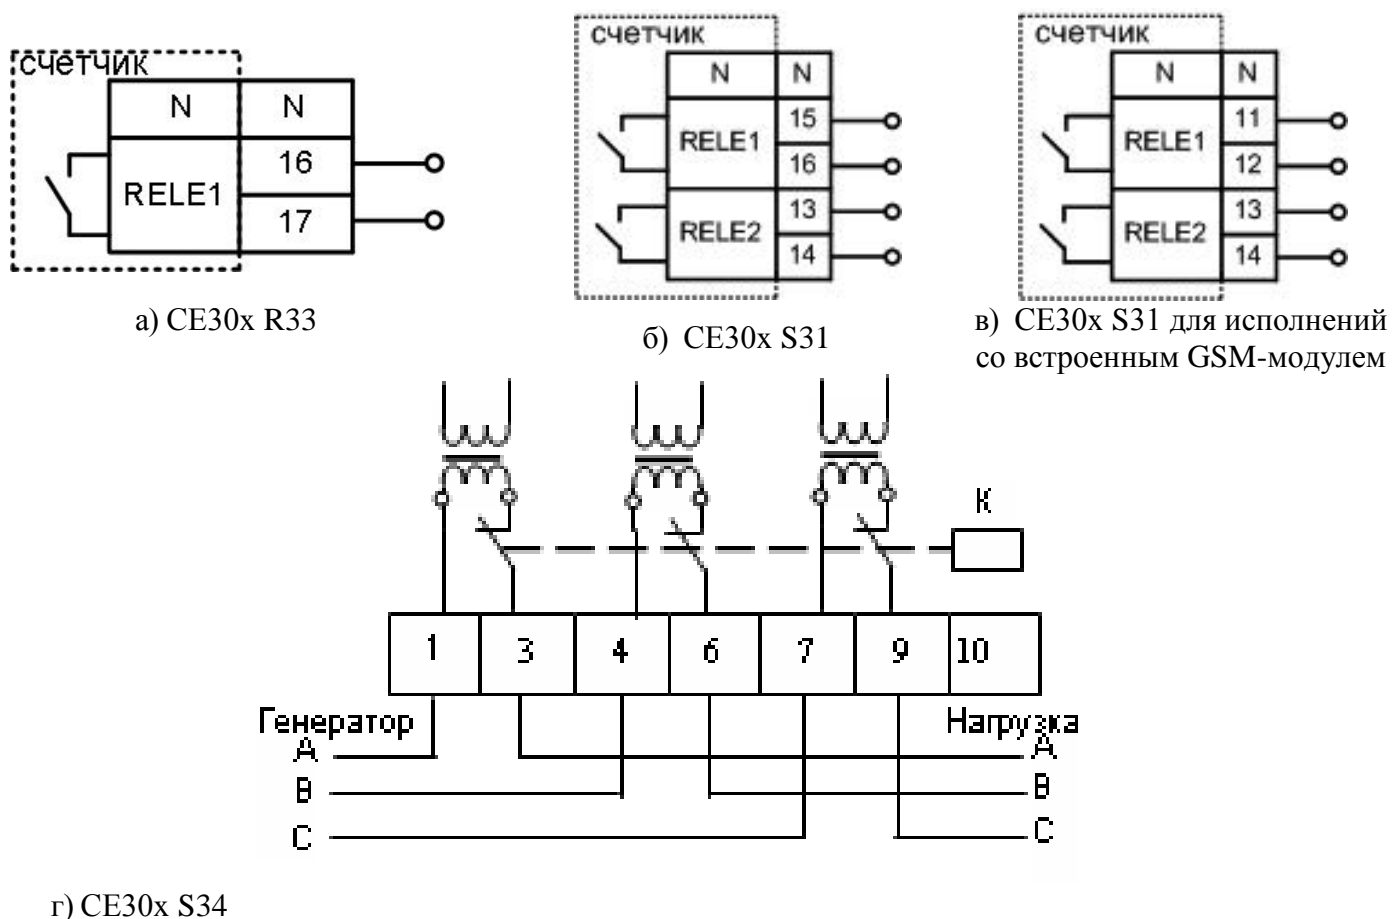 счетчик
N N
RELE1 16
17
а) CE30x R33
счетчик
N N
RELE1 15
16
RELE2 13
14
б) CE30x S31
счетчик
N N
RELE1 11
12
RELE2 13
14
в) CE30x S31 для исполнений
со встроенным GSM-модулем
К
1 3 4 6 7 9 10
Генератор Нагрузка
A A
B B
C C
г) CE30x S34